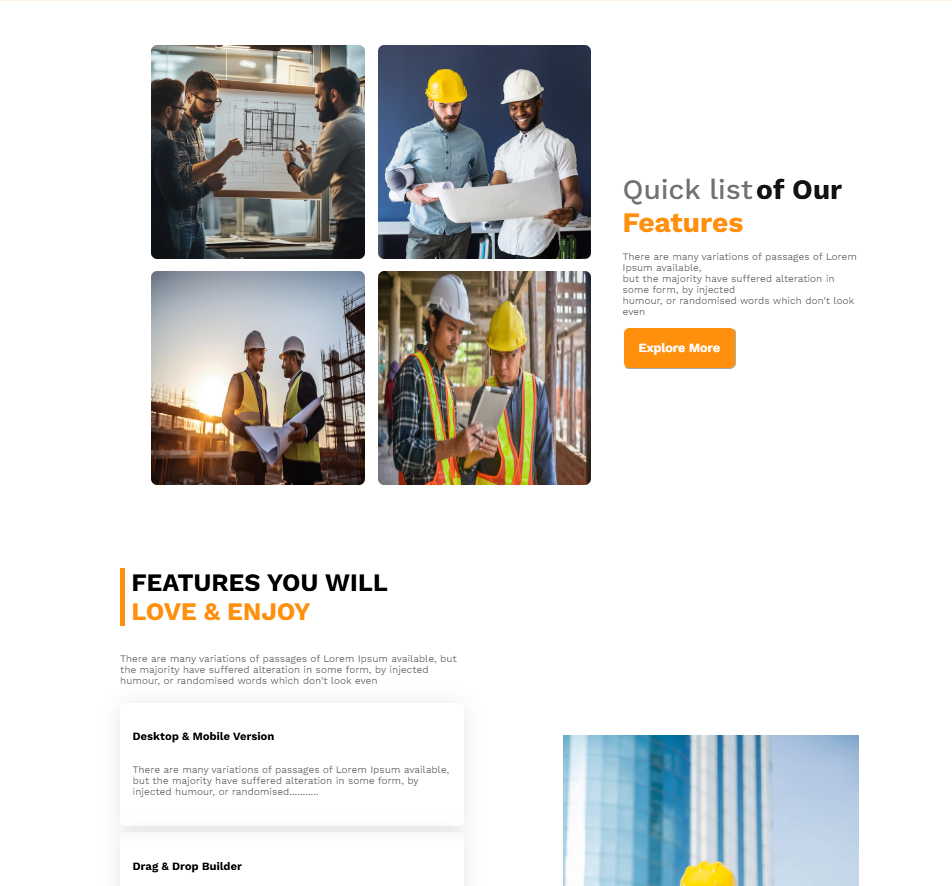 Quick list of Our
Features
There are many variations of passages of Lorem
Ipsum available,
but the majority have suffered alteration in
some form, by injected
humour, or randomised words which don't look
even
Explore More
FEATURES YOU WILL
LOVE & ENJOY
There are many variations of passages of Lorem Ipsum available, but
the majority have suffered alteration in some form, by injected
humour, or randomised words which don't look even
Desktop & Mobile Version
There are many variations of passages of Lorem Ipsum available,
but the majority have suffered alteration in some form, by
injected humour, or randomised...........
Drag & Drop Builder